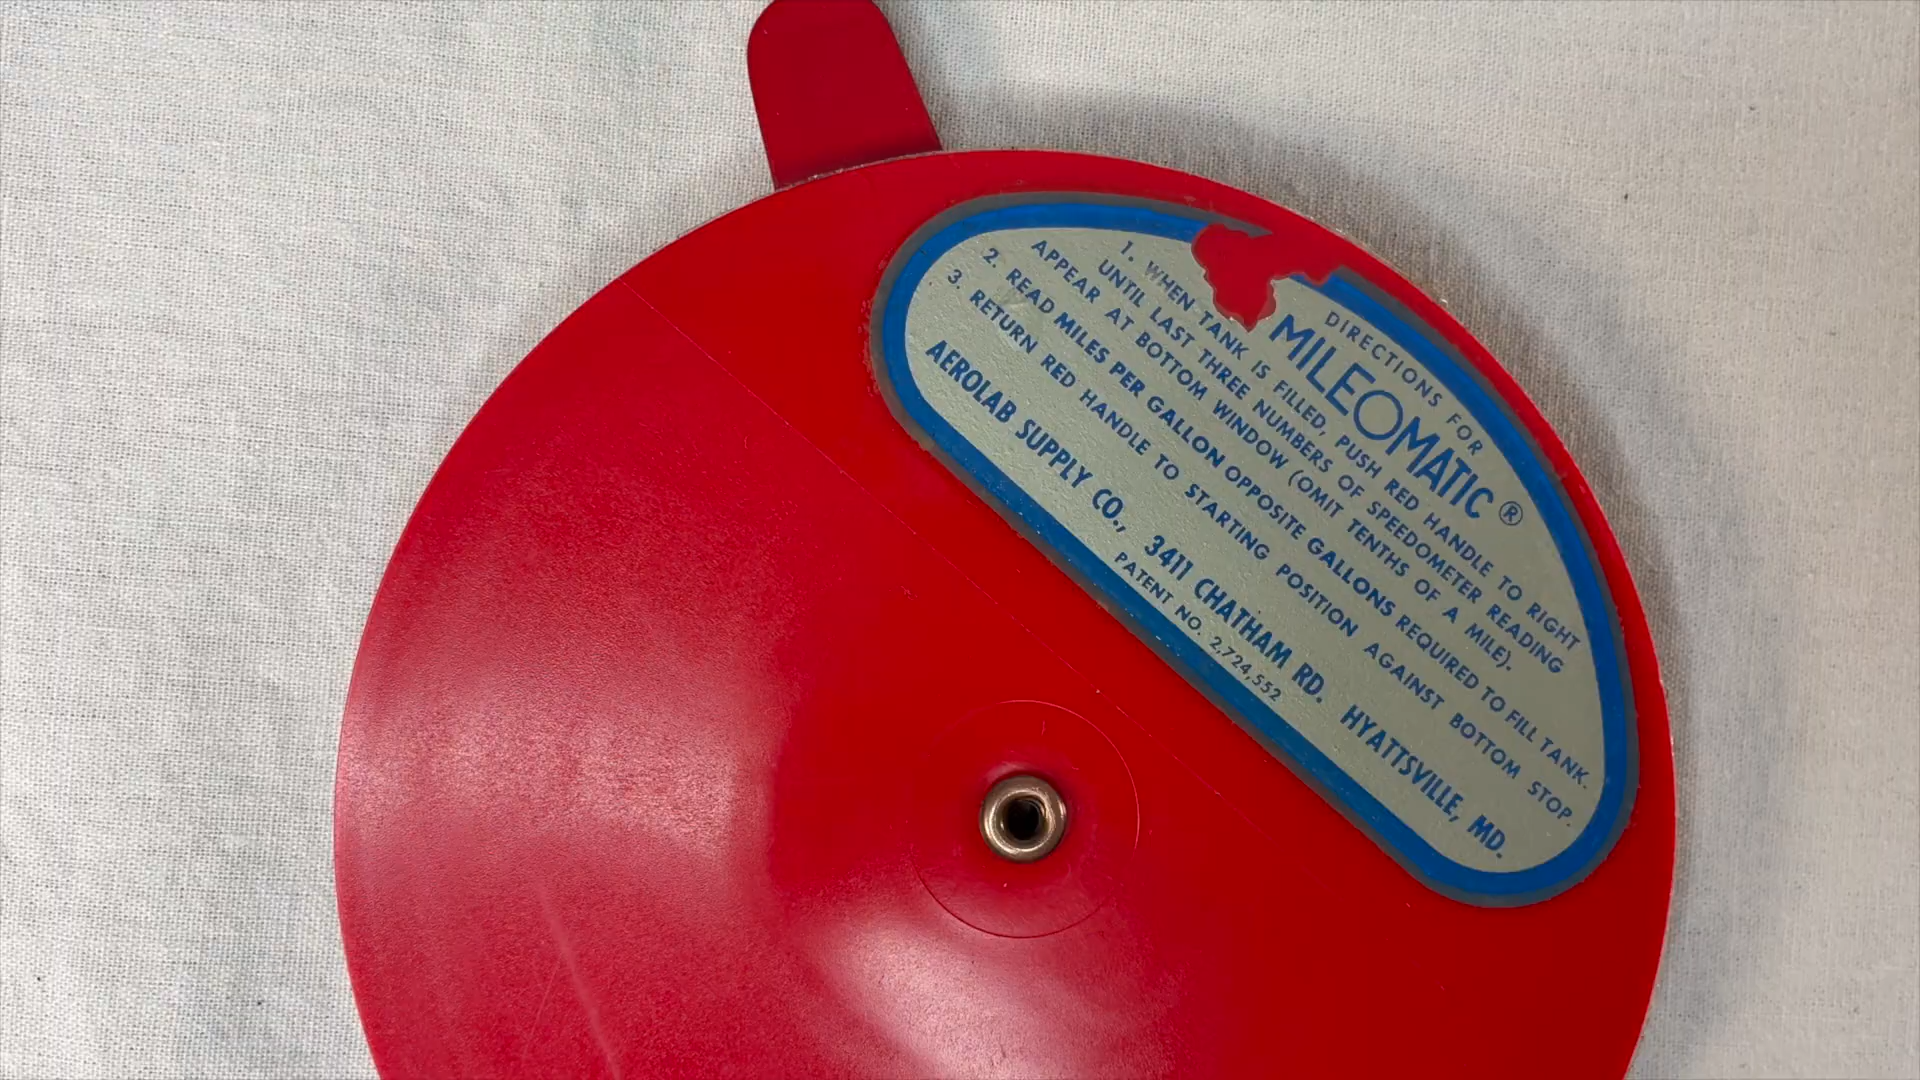 DIRECTIONS FOR
MILEOMATIC ®
1. WHEN TANK IS FILLED, PUSH RED HANDLE TO RIGHT
UNTIL LAST THREE NUMBERS OF SPEEDOMETER READING
APPEAR AT BOTTOM WINDOW (OMIT TENTHS OF A MILE).
2. READ MILES PER GALLON OPPOSITE GALLONS REQUIRED TO FILL TANK.
3. RETURN RED HANDLE TO STARTING POSITION AGAINST BOTTOM STOP.
AEROLAB SUPPLY CO., 3411 CHATHAM RD. HYATTSVILLE, MD.
PATENT NO. 2,724,552